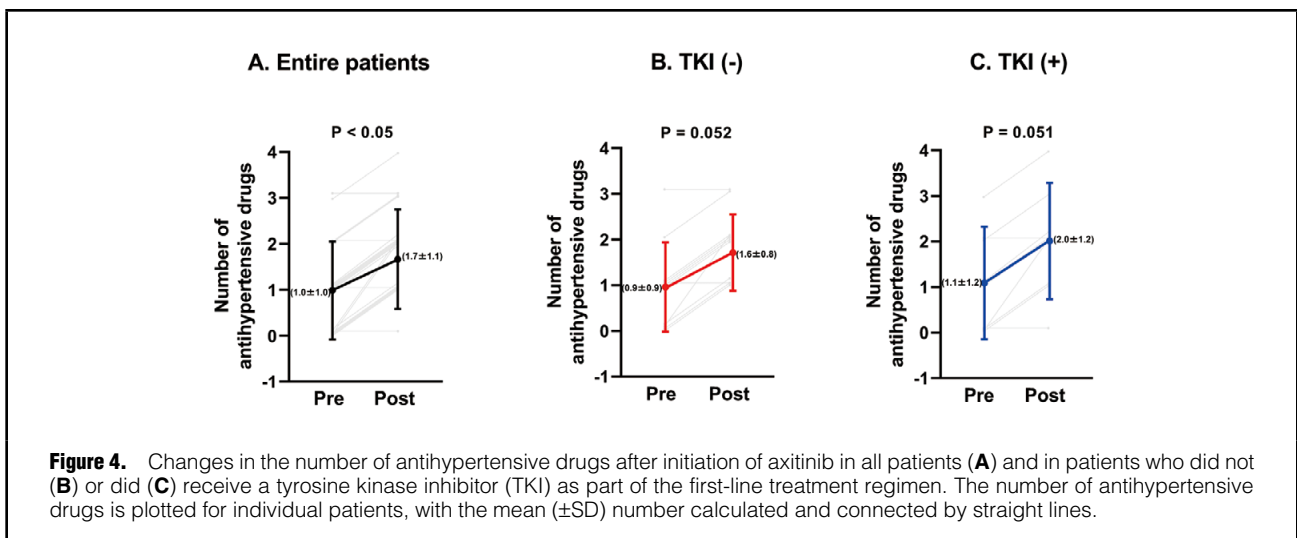 A. Entire patients
P < 0.05
Number of
antihypertensive drugs
4
3
2
1
0
-1
(1.0±1.0)
(1.7±1.1)
Pre Post
B. TKI (-)
P = 0.052
Number of
antihypertensive drugs
4
3
2
1
0
-1
(0.9±0.9)
(1.6±0.8)
Pre Post
C. TKI (+)
P = 0.051
Number of
antihypertensive drugs
4
3
2
1
0
-1
(1.1±1.2)
(2.0±1.2)
Pre Post
Figure 4. Changes in the number of antihypertensive drugs after initiation of axitinib in all patients (A) and in patients who did not
(B) or did (C) receive a tyrosine kinase inhibitor (TKI) as part of the first-line treatment regimen. The number of antihypertensive
drugs is plotted for individual patients, with the mean (±SD) number calculated and connected by straight lines.